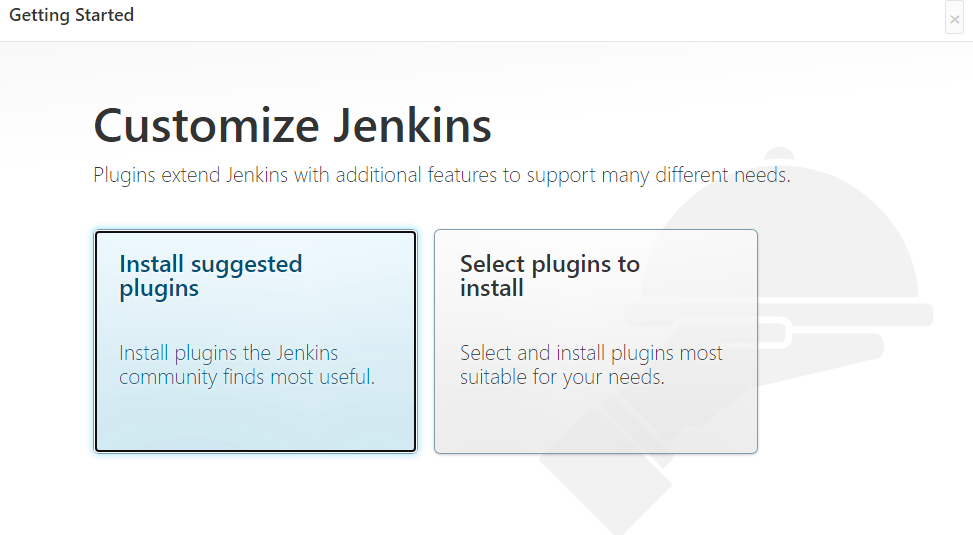 Getting Started
×
Customize Jenkins
Plugins extend Jenkins with additional features to support many different needs.
Install suggested
plugins
Install plugins the Jenkins
community finds most useful.
Select plugins to
install
Select and install plugins most
suitable for your needs.